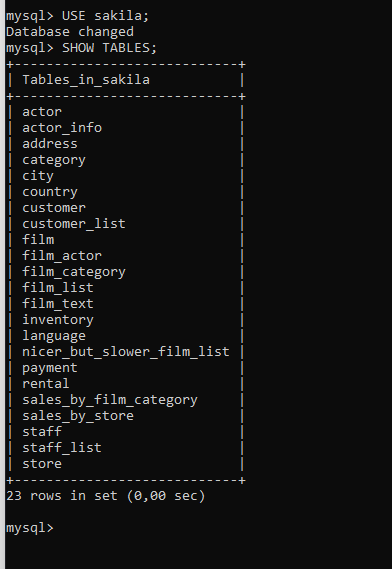 mysql> USE sakila;
Database changed
mysql> SHOW TABLES;
+----------------------------+
| Tables_in_sakila           |
+----------------------------+
| actor                      |
| actor_info                 |
| address                    |
| category                   |
| city                       |
| country                    |
| customer                   |
| customer_list              |
| film                       |
| film_actor                 |
| film_category              |
| film_list                  |
| film_text                  |
| inventory                  |
| language                   |
| nicer_but_slower_film_list |
| payment                    |
| rental                     |
| sales_by_film_category     |
| sales_by_store             |
| staff                      |
| staff_list                 |
| store                      |
+----------------------------+
23 rows in set (0,00 sec)
mysql>